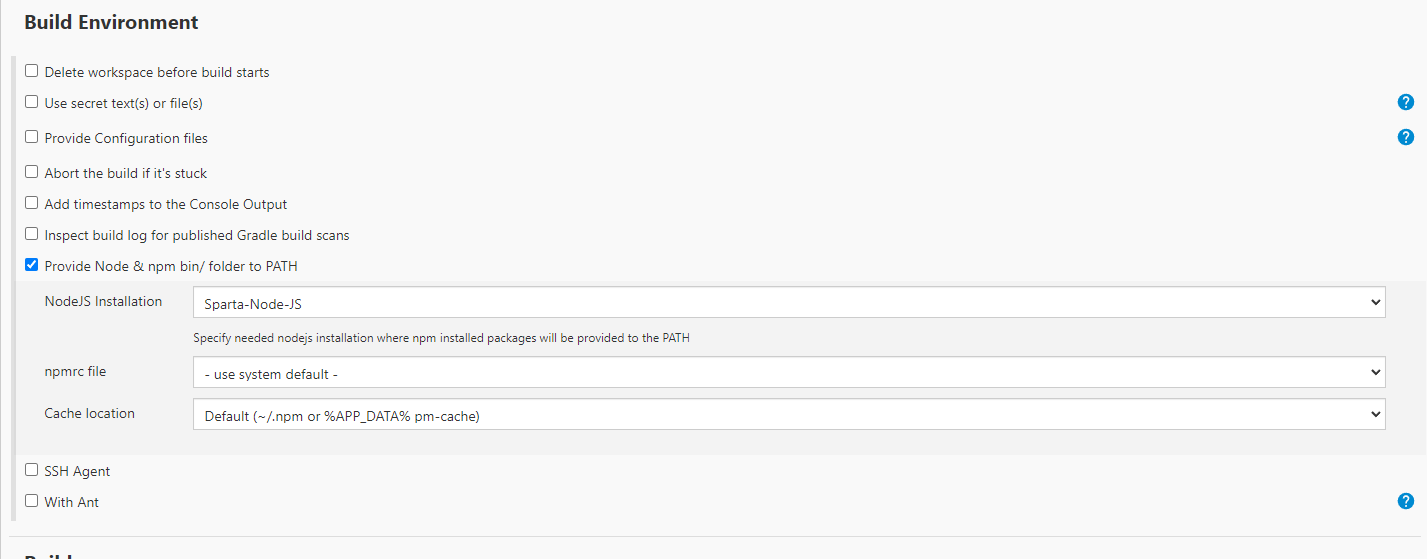 Build Environment
Delete workspace before build starts
Use secret text(s) or file(s)
?
Provide Configuration files
?
Abort the build if it's stuck
Add timestamps to the Console Output
Inspect build log for published Gradle build scans
Provide Node & npm bin/ folder to PATH
NodeJS Installation
Sparta-Node-JS
Specify needed nodejs installation where npm installed packages will be provided to the PATH
npmrc file
- use system default -
Cache location
Default (~/.npm or %APP_DATA% pm-cache)
SSH Agent
With Ant
?
Build